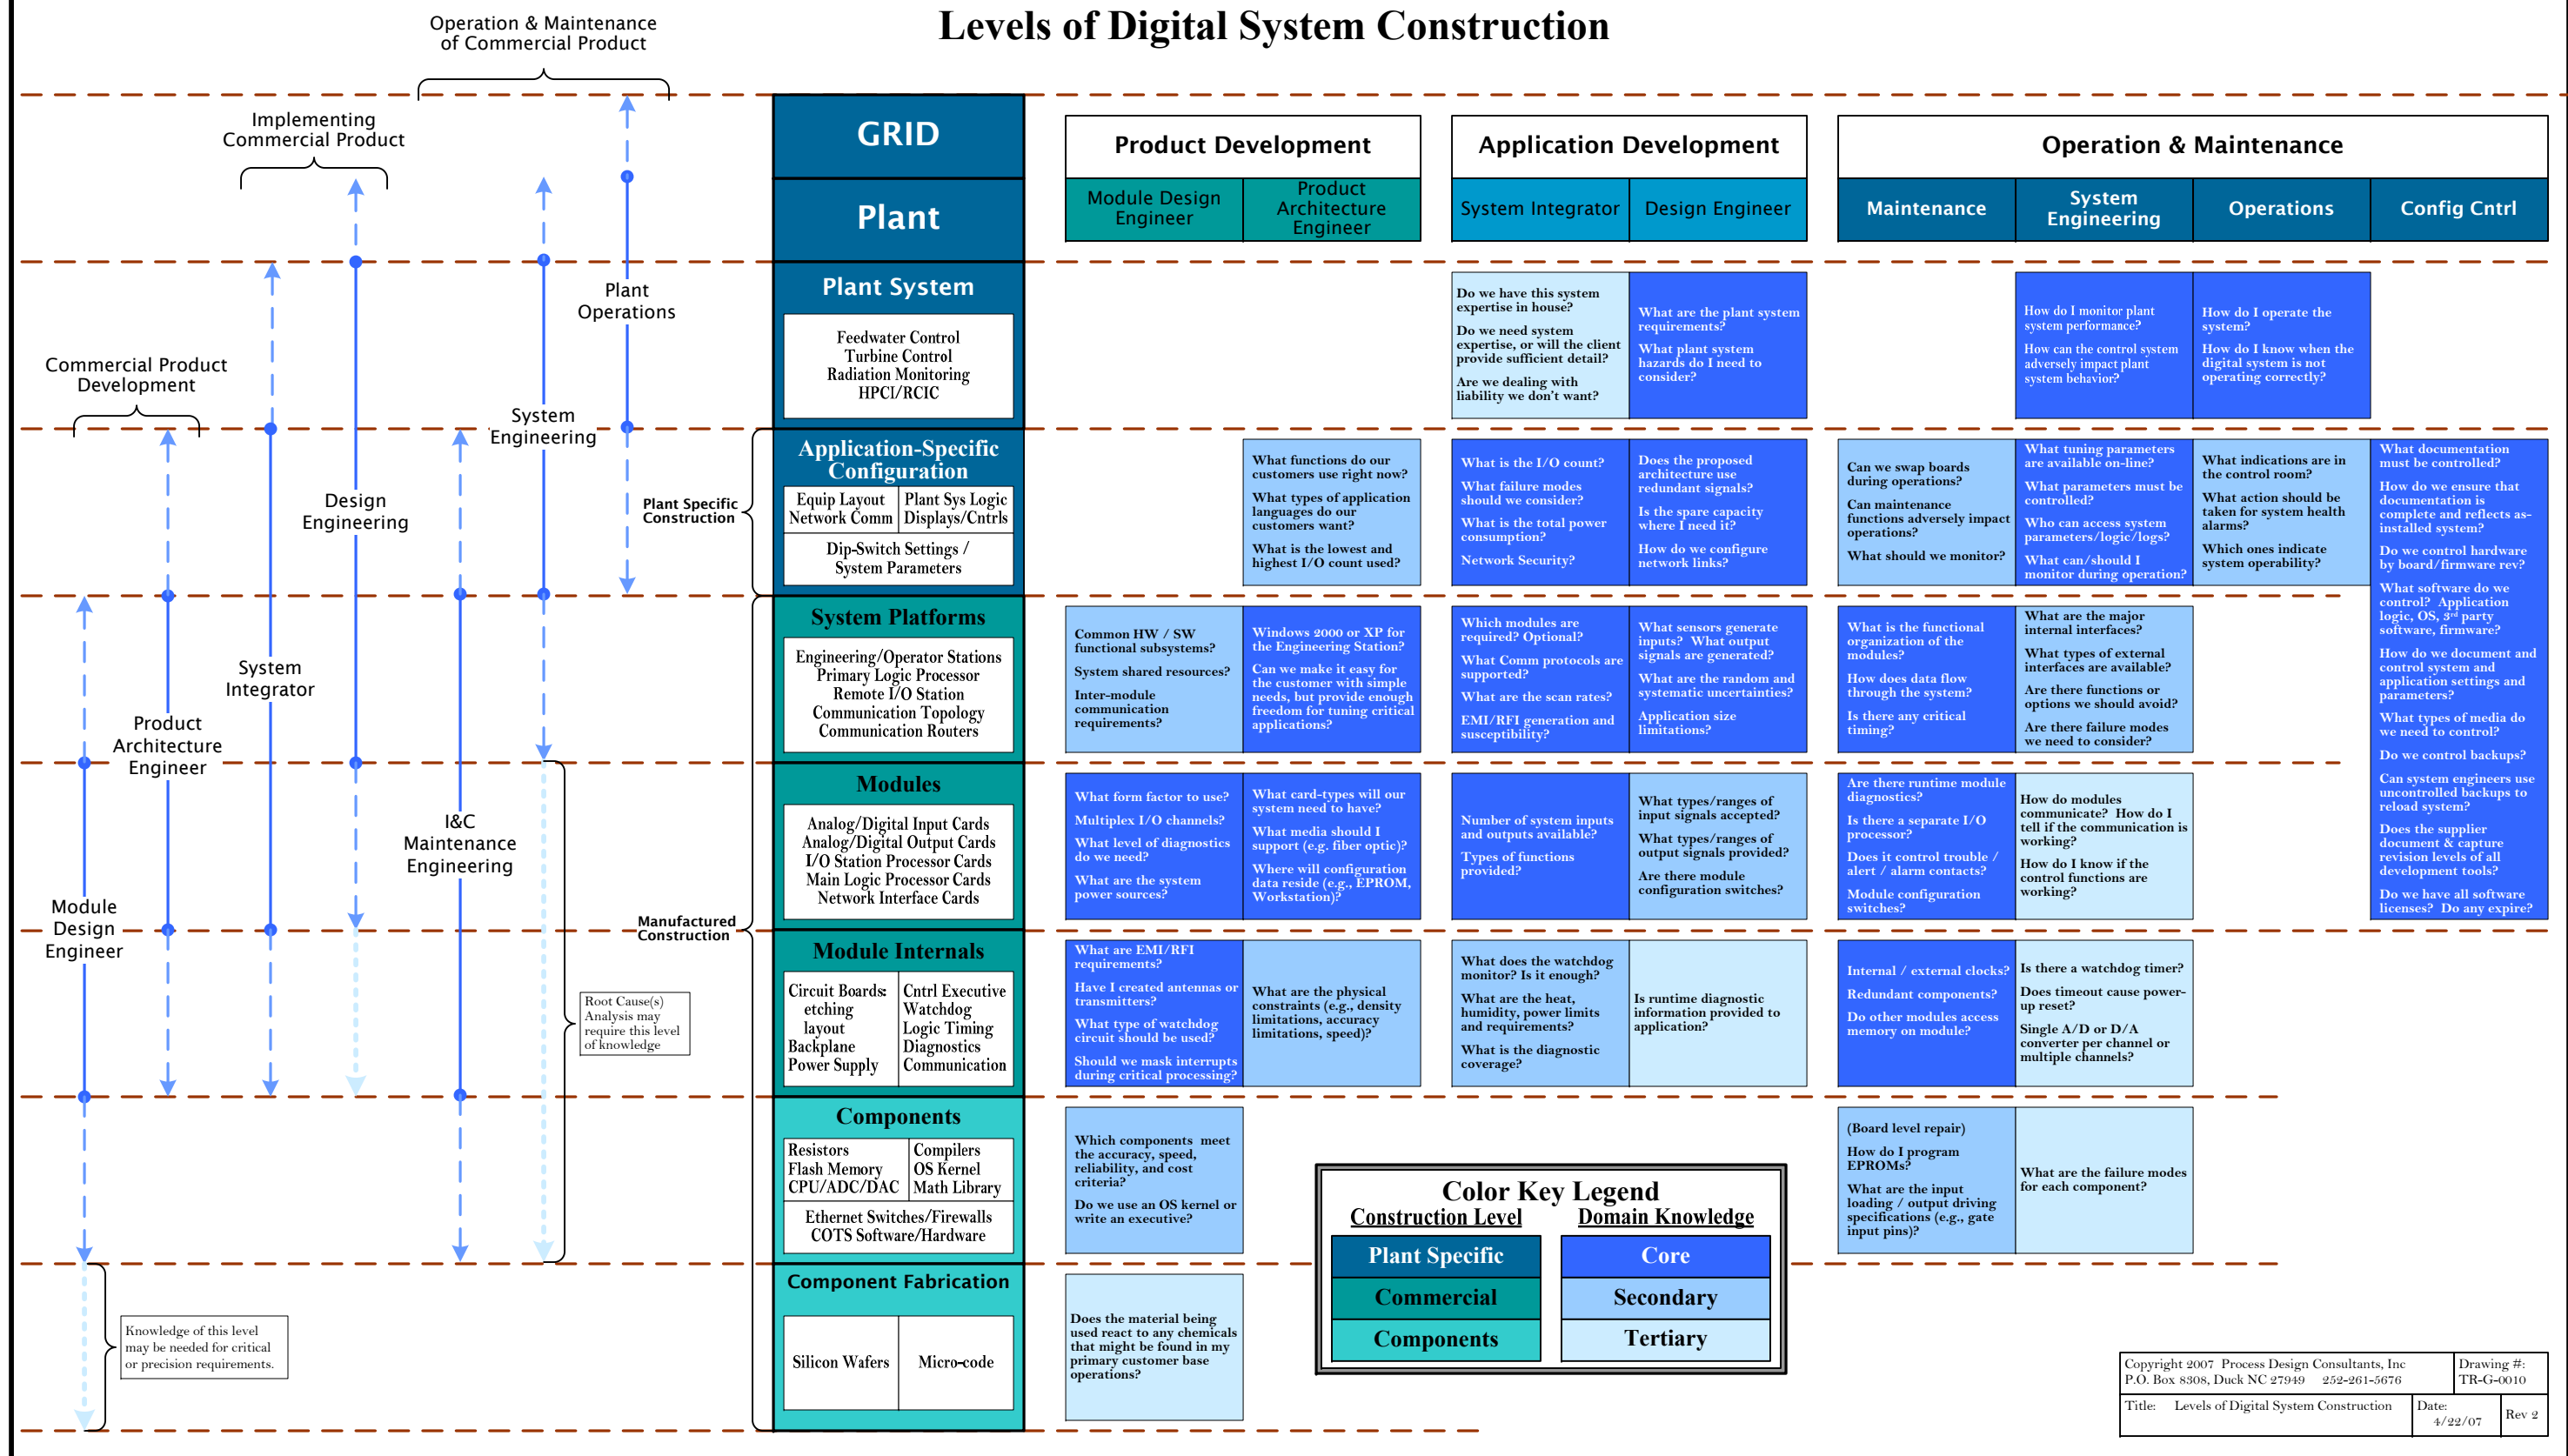 Levels of Digital System Construction
Operation & Maintenance
of Commercial Product
Implementing
Commercial Product
Commercial Product
Development
Plant
Operations
System
Engineering
Design
Engineering
System
Integrator
Product
Architecture
Engineer
I&C
Maintenance
Engineering
Module
Design
Engineer
Plant Specific
Construction
Manufactured
Construction
Root Cause(s)
Analysis may
require this level
of knowledge
Knowledge of this level
may be needed for critical
or precision requirements.
GRID
Plant
Plant System
Feedwater Control
Turbine Control
Radiation Monitoring
HPCI/RCIC
Application-Specific
Configuration
Equip Layout
Network Comm
Plant Sys Logic
Displays/Cntrls
Dip-Switch Settings /
System Parameters
System Platforms
Engineering/Operator Stations
Primary Logic Processor
Remote I/O Station
Communication Topology
Communication Routers
Modules
Analog/Digital Input Cards
Analog/Digital Output Cards
I/O Station Processor Cards
Main Logic Processor Cards
Network Interface Cards
Module Internals
Circuit Boards:
etching
layout
Backplane
Power Supply
Cntrl Executive
Watchdog
Logic Timing
Diagnostics
Communication
Components
Resistors
Flash Memory
CPU/ADC/DAC
Compilers
OS Kernel
Math Library
Ethernet Switches/Firewalls
COTS Software/Hardware
Component Fabrication
Silicon Wafers
Micro-code
Product Development
Module Design
Engineer
Product
Architecture
Engineer
Application Development
System Integrator
Design Engineer
Operation & Maintenance
Maintenance
System
Engineering
Operations
Config Cntrl
Do we have this system
expertise in house?
Do we need system
expertise, or will the client
provide sufficient detail?
Are we dealing with
liability we don't want?
What are the plant system
requirements?
What plant system
hazards do I need to
consider?
How do I monitor plant
system performance?
How can the control system
adversely impact plant
system behavior?
How do I operate the
system?
How do I know when the
digital system is not
operating correctly?
What functions do our
customers use right now?
What types of application
languages do our
customers want?
What is the lowest and
highest I/O count used?
What is the I/O count?
What failure modes
should we consider?
What is the total power
consumption?
Network Security?
Does the proposed
architecture use
redundant signals?
Is the spare capacity
where I need it?
How do we configure
network links?
Can we swap boards
during operations?
Can maintenance
functions adversely impact
operations?
What should we monitor?
What tuning parameters
are available on-line?
What parameters must be
controlled?
Who can access system
parameters/logic/logs?
What can/should I
monitor during operation?
What indications are in
the control room?
What action should be
taken for system health
alarms?
Which ones indicate
system operability?
What documentation
must be controlled?
How do we ensure that
documentation is
complete and reflects as-
installed system?
Do we control hardware
by board/firmware rev?
What software do we
control? Application
logic, OS, 3rd party
software, firmware?
How do we document and
control system and
application settings and
parameters?
What types of media do
we need to control?
Do we control backups?
Can system engineers use
uncontrolled backups to
reload system?
Does the supplier
document & capture
revision levels of all
development tools?
Do we have all software
licenses? Do any expire?
Common HW / SW
functional subsystems?
System shared resources?
Inter-module
communication
requirements?
Windows 2000 or XP for
the Engineering Station?
Can we make it easy for
the customer with simple
needs, but provide enough
freedom for tuning critical
applications?
Which modules are
required? Optional?
What Comm protocols are
supported?
What are the scan rates?
EMI/RFI generation and
susceptibility?
What sensors generate
inputs? What output
signals are generated?
What are the random and
systematic uncertainties?
Application size
limitations?
What is the functional
organization of the
modules?
How does data flow
through the system?
Is there any critical
timing?
What are the major
internal interfaces?
What types of external
interfaces are available?
Are there functions or
options we should avoid?
Are there failure modes
we need to consider?
What form factor to use?
Multiplex I/O channels?
What level of diagnostics
do we need?
What are the system
power sources?
What card-types will our
system need to have?
What media should I
support (e.g. fiber optic)?
Where will configuration
data reside (e.g., EPROM,
Workstation)?
Number of system inputs
and outputs available?
Types of functions
provided?
What types/ranges of
input signals accepted?
What types/ranges of
output signals provided?
Are there module
configuration switches?
Are there runtime module
diagnostics?
Is there a separate I/O
processor?
Does it control trouble /
alert / alarm contacts?
Module configuration
switches?
How do modules
communicate? How do I
tell if the communication is
working?
How do I know if the
control functions are
working?
What are EMI/RFI
requirements?
Have I created antennas or
transmitters?
What type of watchdog
circuit should be used?
Should we mask interrupts
during critical processing?
What are the physical
constraints (e.g., density
limitations, accuracy
limitations, speed)?
What does the watchdog
monitor? Is it enough?
What are the heat,
humidity, power limits
and requirements?
What is the diagnostic
coverage?
Is runtime diagnostic
information provided to
application?
Internal / external clocks?
Redundant components?
Do other modules access
memory on module?
Is there a watchdog timer?
Does timeout cause power-
up reset?
Single A/D or D/A
converter per channel or
multiple channels?
Which components meet
the accuracy, speed,
reliability, and cost
criteria?
Do we use an OS kernel or
write an executive?
(Board level repair)
How do I program
EPROMs?
What are the input
loading / output driving
specifications (e.g., gate
input pins)?
What are the failure modes
for each component?
Does the material being
used react to any chemicals
that might be found in my
primary customer base
operations?
Color Key Legend
Construction Level
Domain Knowledge
Plant Specific
Core
Commercial
Secondary
Components
Tertiary
Copyright 2007 Process Design Consultants, Inc
P.O. Box 8308, Duck NC 27949 252-261-5676
Drawing #:
TR-G-0010
Title: Levels of Digital System Construction
Date:
4/22/07
Rev 2